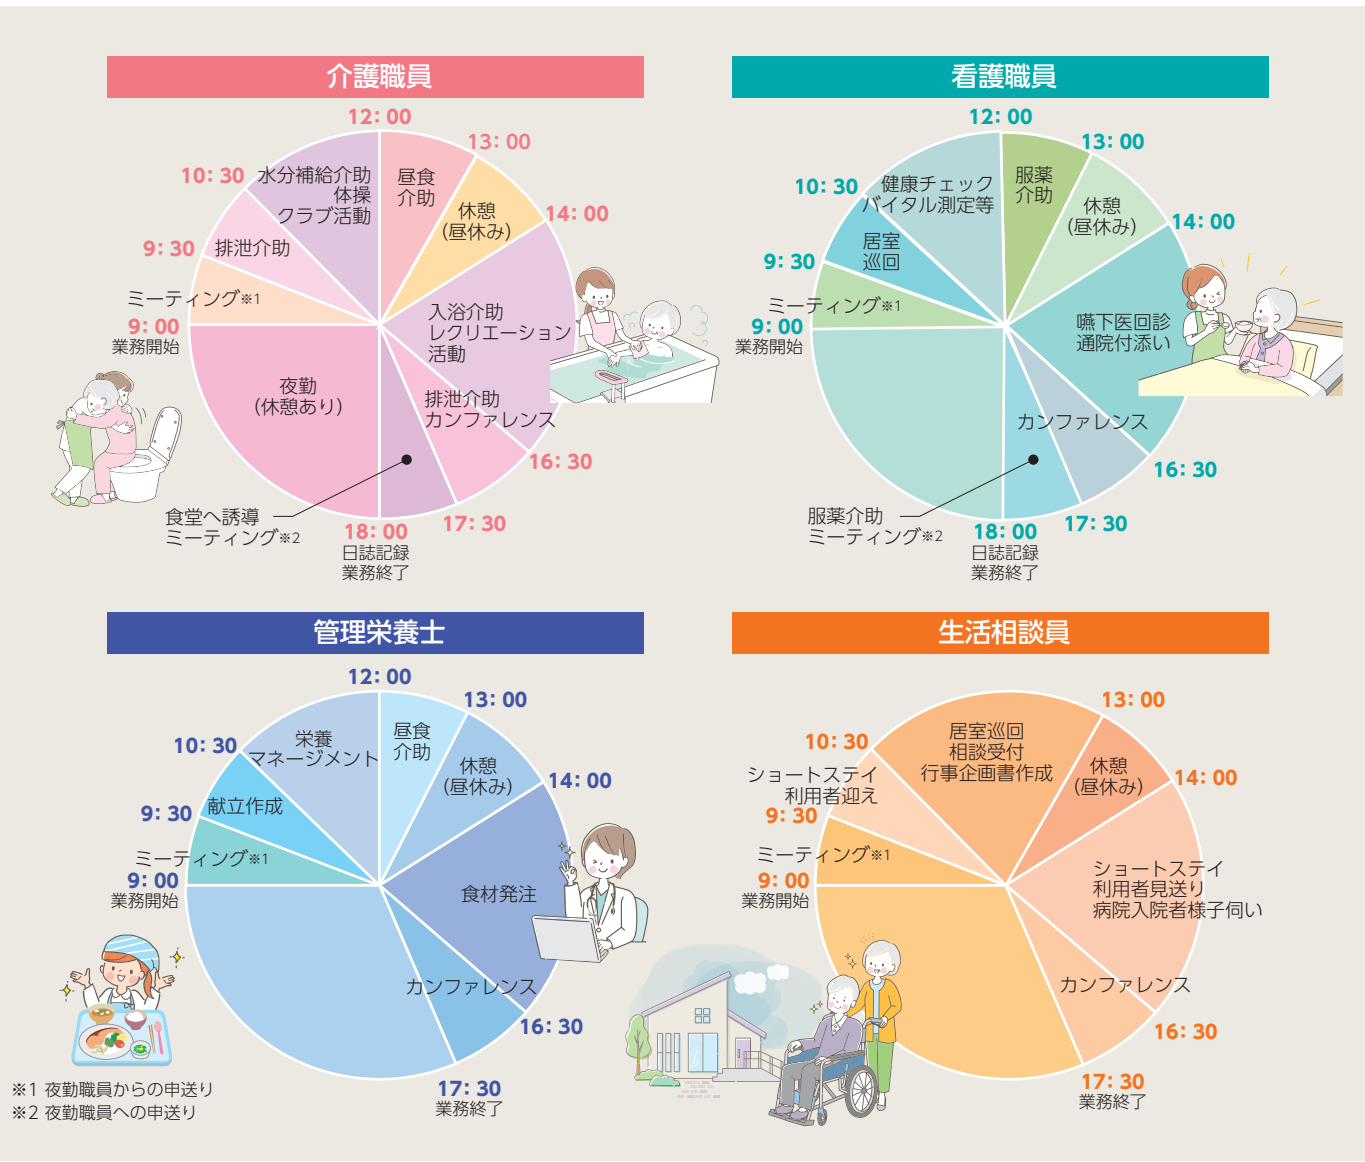 介護職員
12：00
13：00
14：00
16：30
17：30
18：00
日誌記録
業務終了
9：00
業務開始
9：30
10：30
昼食
介助
休憩
(昼休み)
入浴介助
レクリエーション
活動
排泄介助
カンファレンス
食堂へ誘導
ミーティング※2
夜勤
(休憩あり)
ミーティング※1
排泄介助
水分補給介助
体操
クラブ活動
看護職員
12：00
13：00
14：00
16：30
17：30
18：00
日誌記録
業務終了
9：00
業務開始
9：30
10：30
服薬
介助
休憩
(昼休み)
嚥下医回診
通院付添い
カンファレンス
服薬介助
ミーティング※2
ミーティング※1
居室
巡回
健康チェック
バイタル測定等
管理栄養士
12：00
13：00
14：00
16：30
17：30
業務終了
9：00
業務開始
9：30
10：30
昼食
介助
休憩
(昼休み)
食材発注
カンファレンス
ミーティング※1
献立作成
栄養
マネージメント
生活相談員
13：00
14：00
16：30
17：30
業務終了
9：00
業務開始
9：30
10：30
居室巡回
相談受付
行事企画書作成
休憩
(昼休み)
ショートステイ
利用者見送り
病院入院者様子伺い
カンファレンス
ミーティング※1
ショートステイ
利用者迎え
※1 夜勤職員からの申送り
※2 夜勤職員への申送り